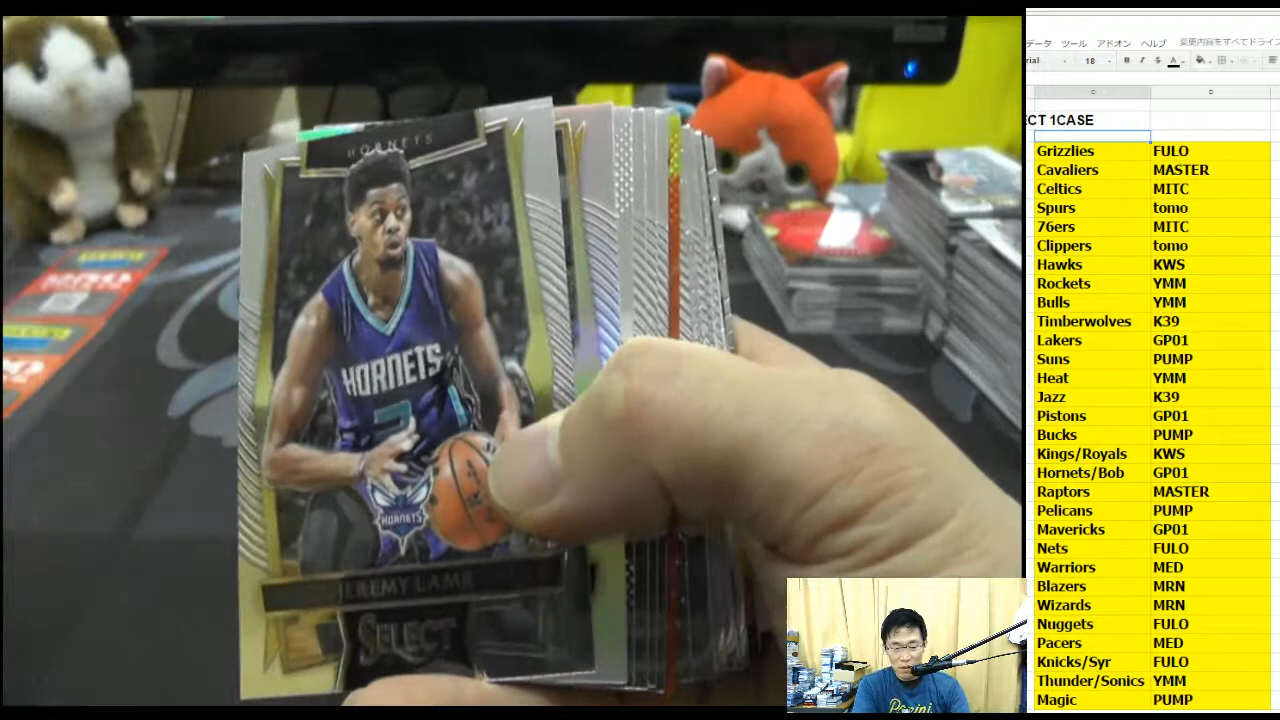 HORNETS
HORNETS
2
HORNETS
JEREMY LAMB
SELECT
データ ツール アドオン ヘルプ 変更内容をすべてドライブ
rial 18 B I S A
C D
CT 1CASE
Grizzlies FULO
Cavaliers MASTER
Celtics MITC
Spurs tomo
76ers MITC
Clippers tomo
Hawks KWS
Rockets YMM
Bulls YMM
Timberwolves K39
Lakers GP01
Suns PUMP
Heat YMM
Jazz K39
Pistons GP01
Bucks PUMP
Kings/Royals KWS
Hornets/Bob GP01
Raptors MASTER
Pelicans PUMP
Mavericks GP01
Nets FULO
Warriors MED
Blazers MRN
Wizards MRN
Nuggets FULO
Pacers MED
Knicks/Syr FULO
Thunder/Sonics YMM
Magic PUMP
Panini